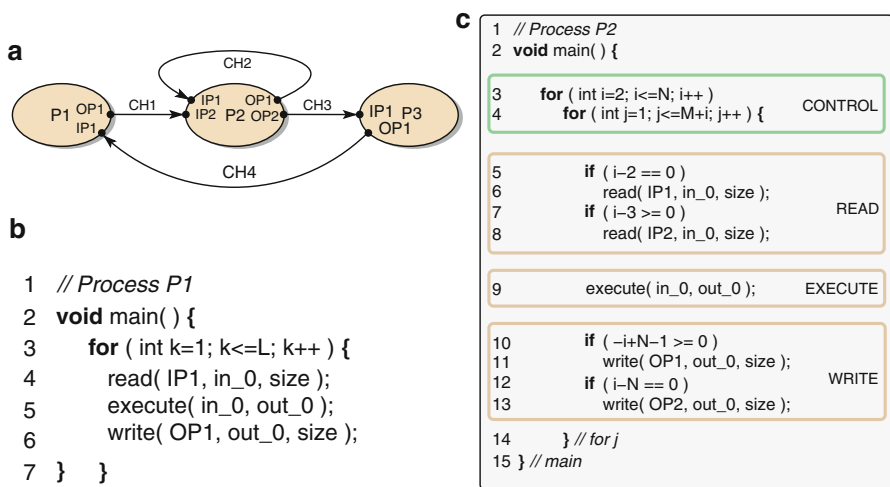 a
CH2
P1 OP1 IP1
CH1
IP1 IP2 P2 OP1 OP2
CH3
IP1 P3 OP1
CH4
b
1 // Process P1
2 void main( ) {
3 for ( int k=1; k<=L; k++ ) {
4 read( IP1, in_0, size );
5 execute( in_0, out_0 );
6 write( OP1, out_0, size );
7 } }
c
1 // Process P2
2 void main( ) {
3 for ( int i=2; i<=N; i++ )
4 for ( int j=1; j<=M+i; j++ ) {
CONTROL
5 if ( i−2 == 0 )
6 read( IP1, in_0, size );
7 if ( i−3 >= 0 )
8 read( IP2, in_0, size );
READ
9 execute( in_0, out_0 );
EXECUTE
10 if ( −i+N−1 >= 0 )
11 write( OP1, out_0, size );
12 if ( i−N == 0 )
13 write( OP2, out_0, size );
WRITE
14 } // for j
15 } // main